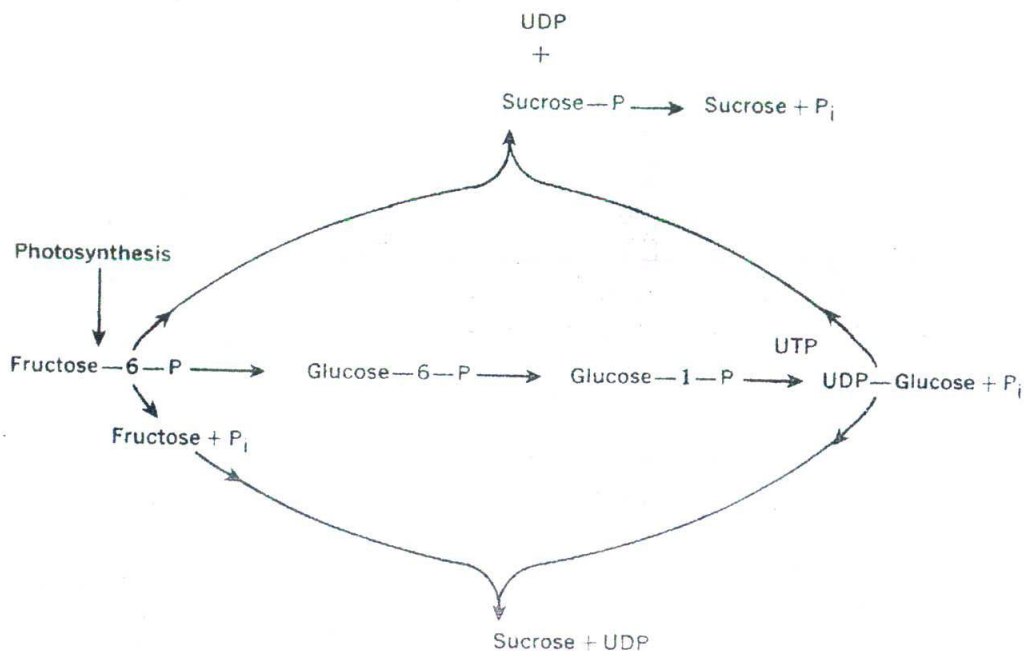 UDP
+
Sucrose—P → Sucrose + Pi
Photosynthesis
UTP
Fructose—6—P → Glucose—6—P → Glucose—1—P → UDP—Glucose + Pi
Fructose + Pi
Sucrose + UDP